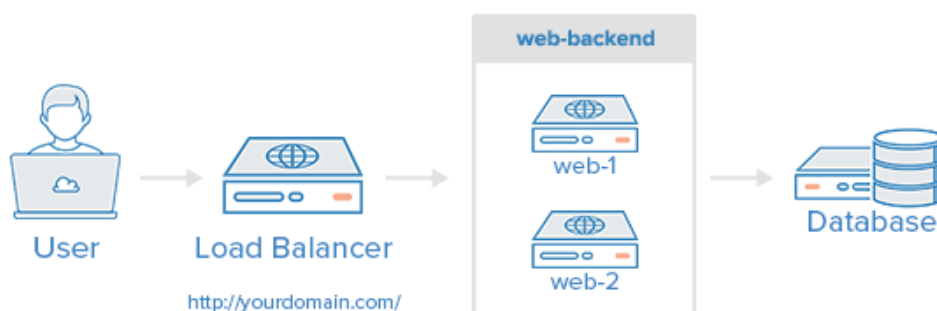 web-backend
web-1
User
Load Balancer
Database
web-2
http://yourdomain.com/